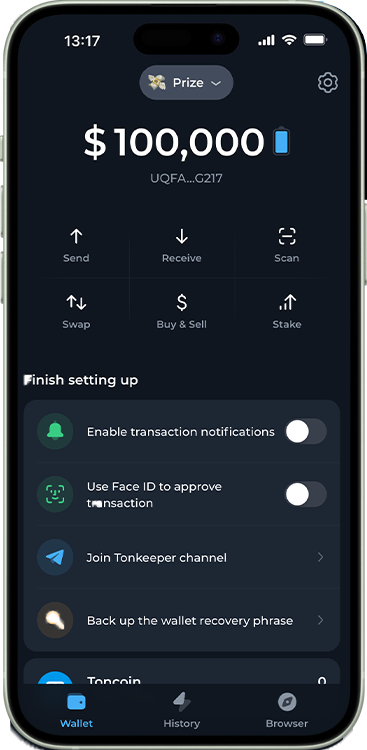 13:17
Prize
$ 100,000
UQFA...G217
Send
Receive
Scan
Swap
Buy & Sell
Stake
Finish setting up
Enable transaction notifications
Use Face ID to approve
transaction
Join Tonkeeper channel
Back up the wallet recovery phrase
Toncoin
0
Wallet
History
Browser